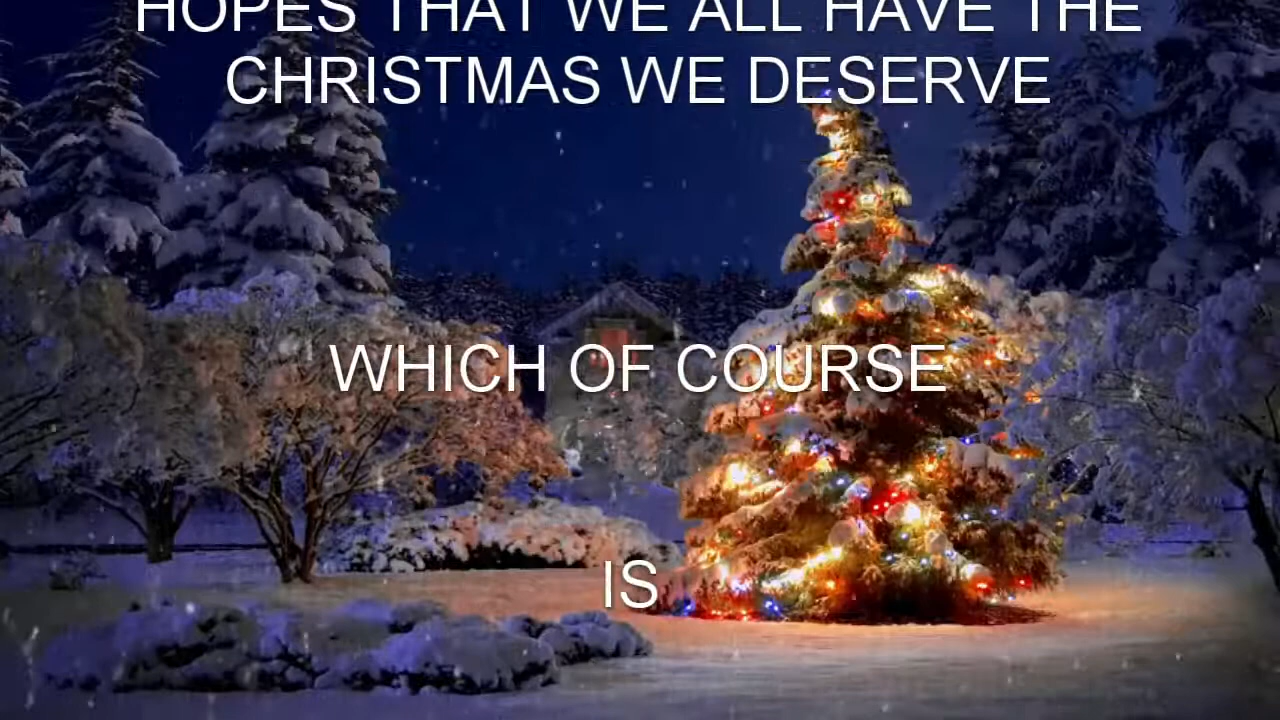 HOPES THAT WE ALL HAVE THE
CHRISTMAS WE DESERVE
WHICH OF COURSE
IS